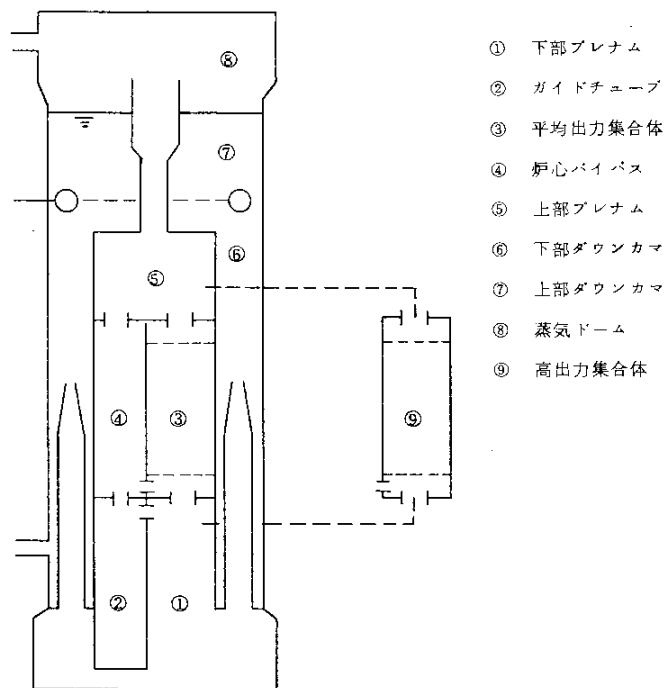 ⑧
⑦
⑥
⑤
④
③
⑨
②
①
① 下部プレナム
② ガイドチューブ
③ 平均出力集合体
④ 炉心バイパス
⑤ 上部プレナム
⑥ 下部ダウンカマ
⑦ 上部ダウンカマ
⑧ 蒸気ドーム
⑨ 高出力集合体